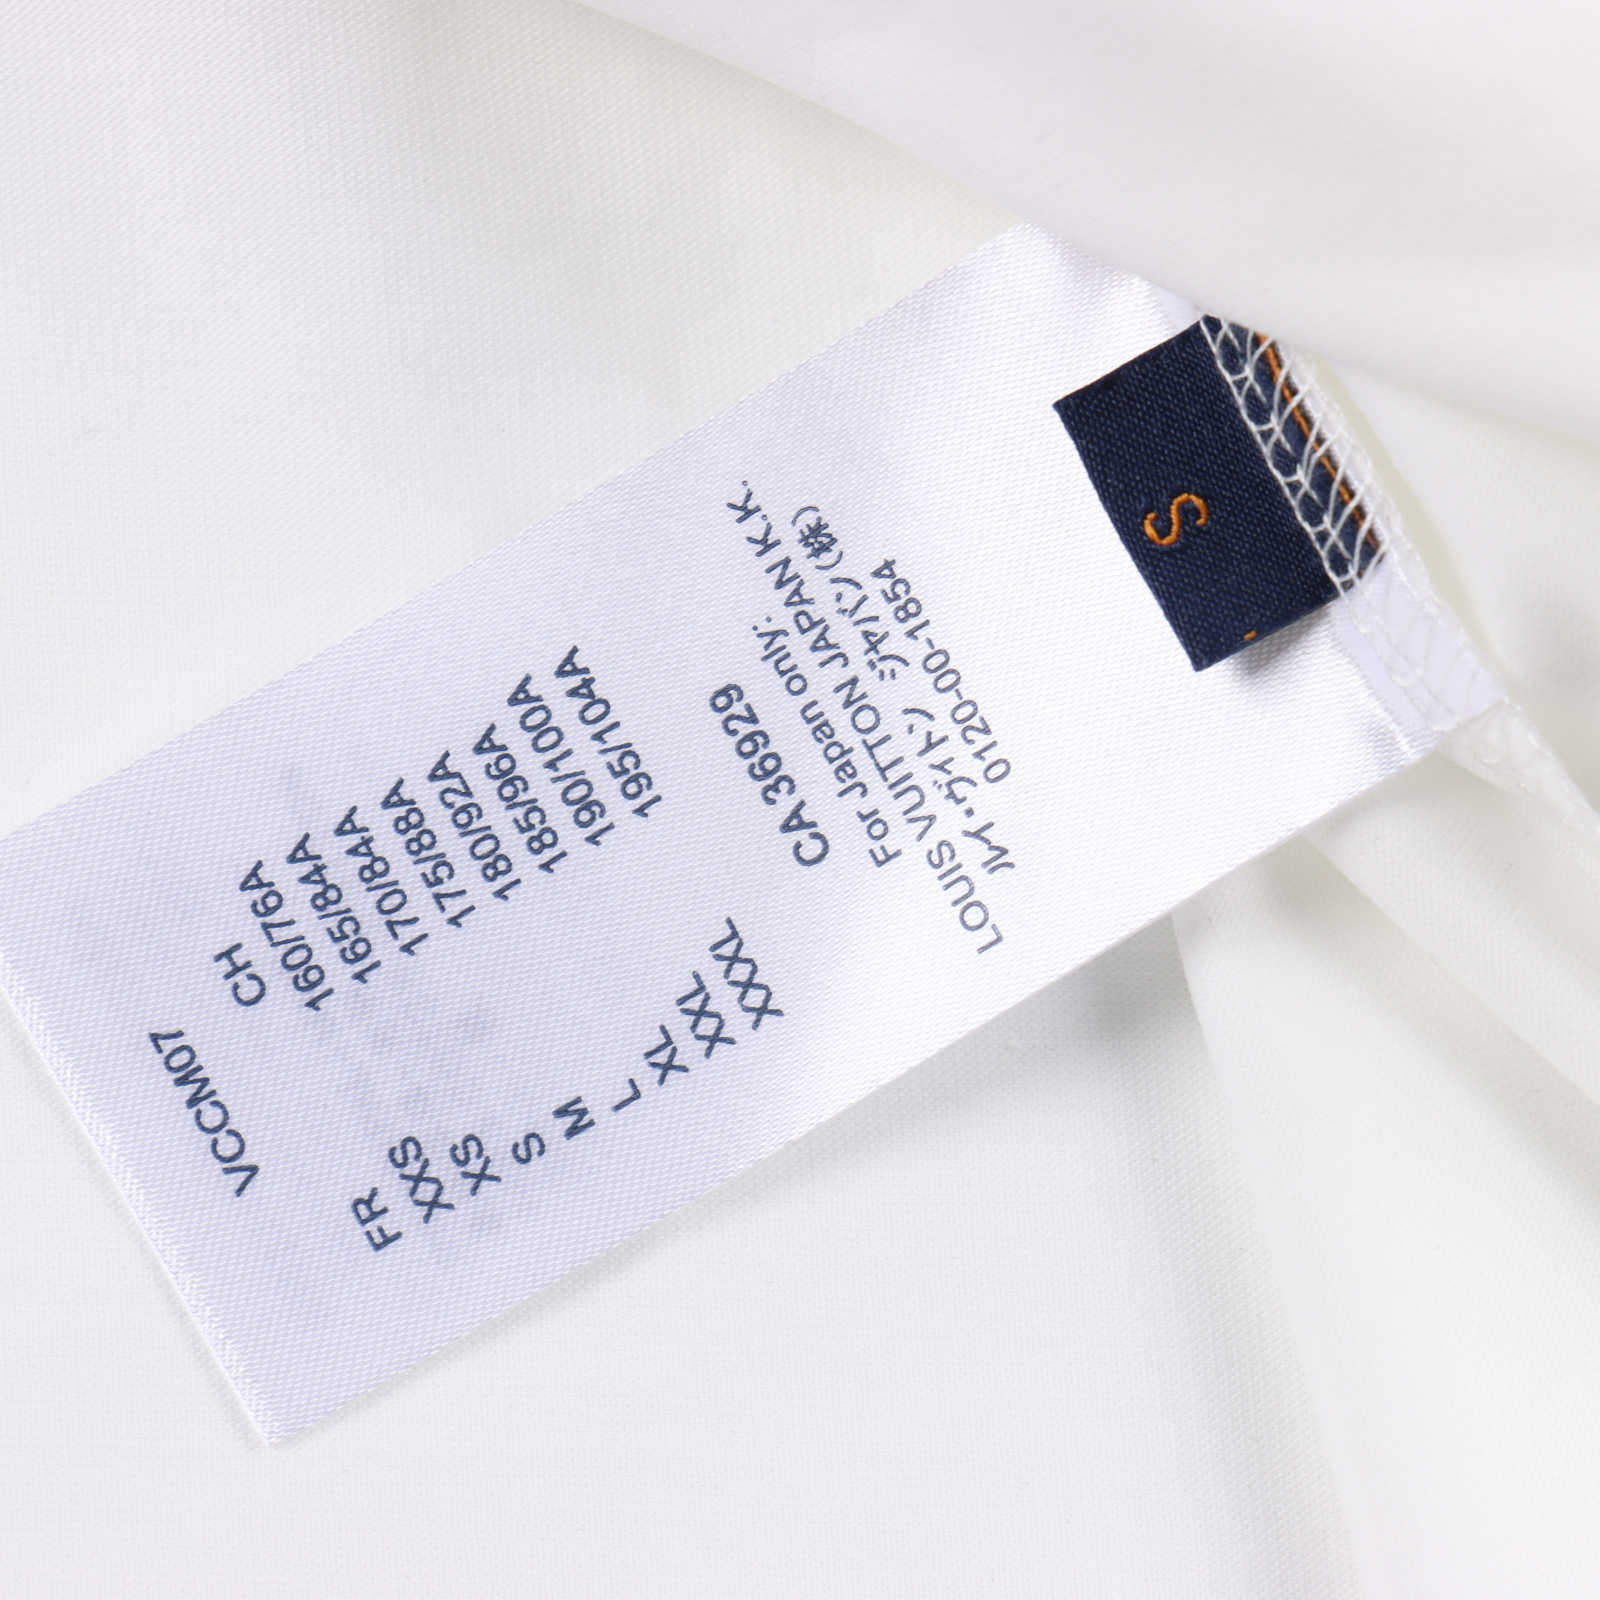 VCCM07
FR CH
XXS 160/76A
XS 165/84A
S 170/84A
M 175/88A
L 180/92A
XL 185/96A
XXL 190/100A
XXXL 195/104A
CA 36929
For Japan only:
LOUIS VUITTON JAPAN K.K.
ルイ・ヴィトン ジャパン(株)
0120-00-1854
S